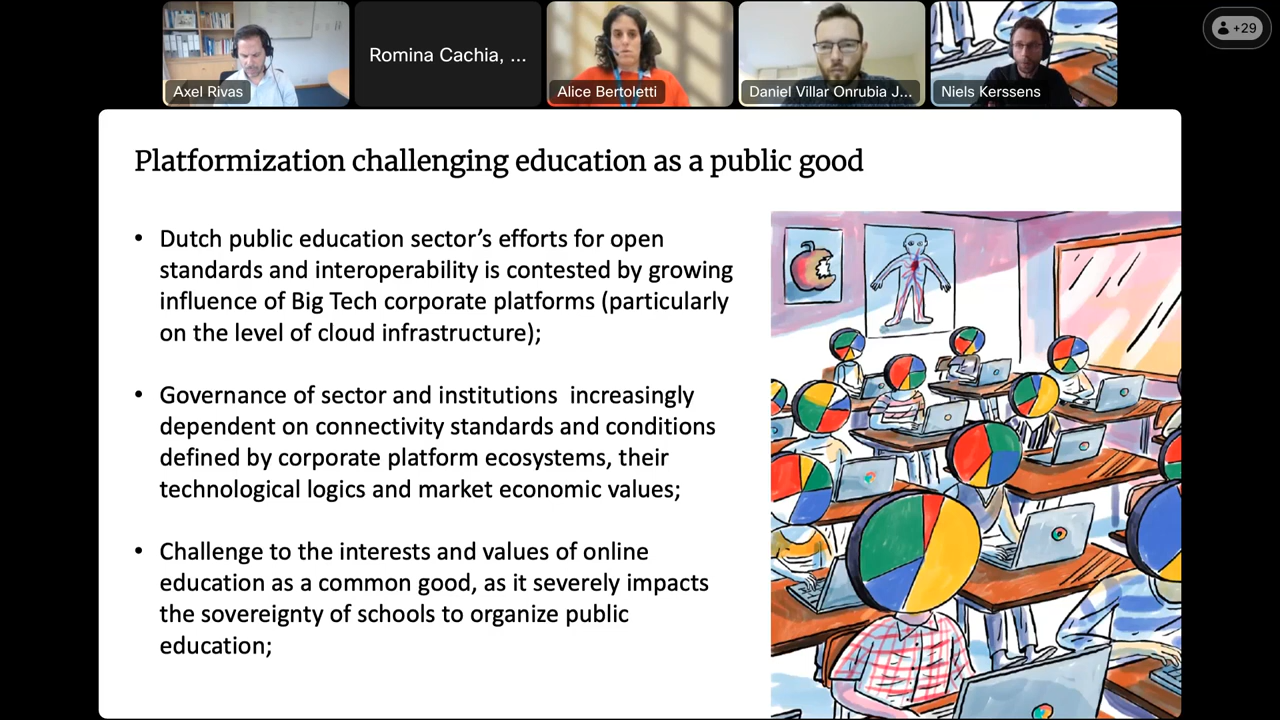 Axel Rivas
Romina Cachia, ...
Alice Bertoletti
Daniel Villar Onrubia J...
Niels Kerssens
+29
Platformization challenging education as a public good
• Dutch public education sector’s efforts for open
standards and interoperability is contested by growing
influence of Big Tech corporate platforms (particularly
on the level of cloud infrastructure);
• Governance of sector and institutions  increasingly
dependent on connectivity standards and conditions
defined by corporate platform ecosystems, their
technological logics and market economic values;
• Challenge to the interests and values of online
education as a common good, as it severely impacts
the sovereignty of schools to organize public
education;